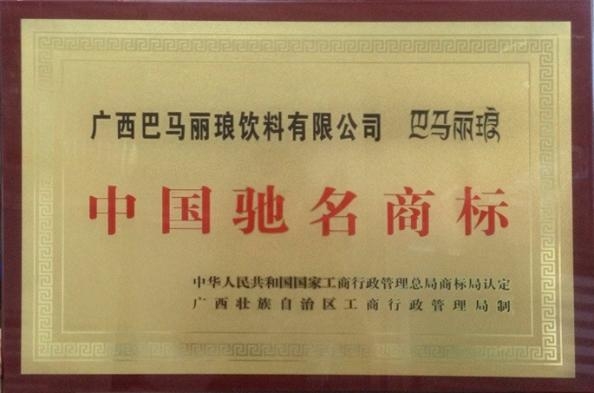 广西巴马丽琅饮料有限公司 巴马丽琅
中国驰名商标
中华人民共和国国家工商行政管理总局商标局认定
广西壮族自治区工商行政管理局制